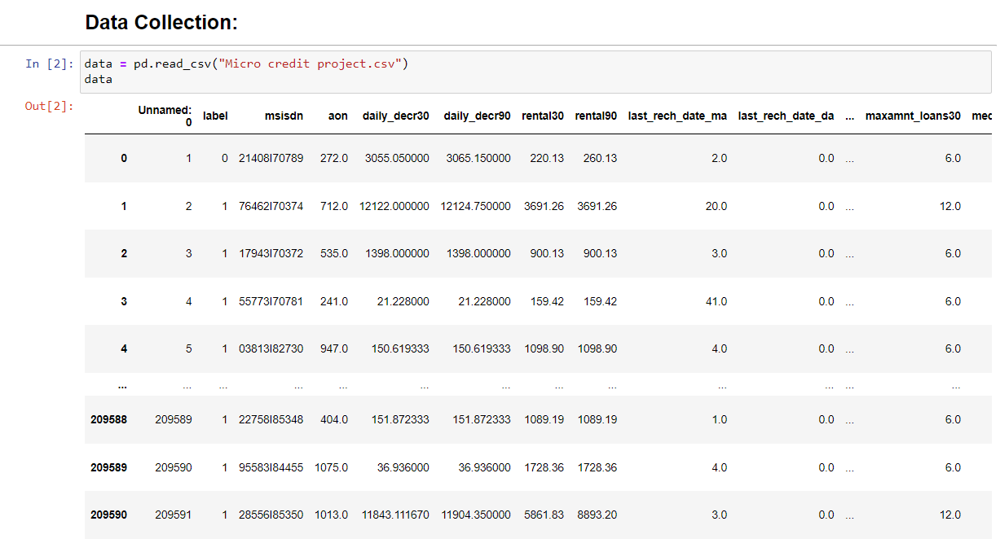 Data Collection:
In [2]: data = pd.read_csv("Micro credit project.csv")
data
Out[2]:
Unnamed: 0 label msisdn aon daily_decr30 daily_decr90 rental30 rental90 last_rech_date_ma last_rech_date_da ... maxamnt_loans30
0 1 0 21408I70789 272.0 3055.050000 3065.150000 220.13 260.13 2.0 0.0 ... 6.0
1 2 1 76462I70374 712.0 12122.000000 12124.750000 3691.26 3691.26 20.0 0.0 ... 12.0
2 3 1 17943I70372 535.0 1398.000000 1398.000000 900.13 900.13 3.0 0.0 ... 6.0
3 4 1 55773I70781 241.0 21.228000 21.228000 159.42 159.42 41.0 0.0 ... 6.0
4 5 1 03813I82730 947.0 150.619333 150.619333 1098.90 1098.90 4.0 0.0 ... 6.0
... ... ... ... ... ... ... ... ... ... ... ... ...
209588 209589 1 22758I85348 404.0 151.872333 151.872333 1089.19 1089.19 1.0 0.0 ... 6.0
209589 209590 1 95583I84455 1075.0 36.936000 36.936000 1728.36 1728.36 4.0 0.0 ... 6.0
209590 209591 1 28556I85350 1013.0 11843.111670 11904.350000 5861.83 8893.20 3.0 0.0 ... 12.0